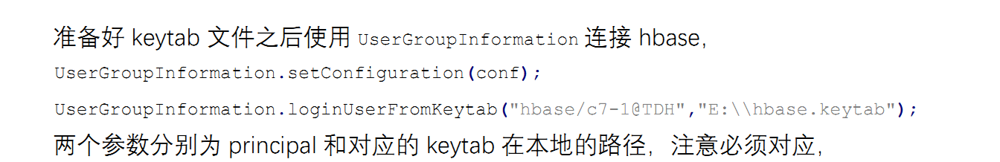 准备好 keytab 文件之后使用 UserGroupInformation 连接 hbase，
UserGroupInformation.setConfiguration(conf);
UserGroupInformation.loginUserFromKeytab("hbase/c7-1@TDH","E:\\hbase.keytab");
两个参数分别为 principal 和对应的 keytab 在本地的路径，注意必须对应，